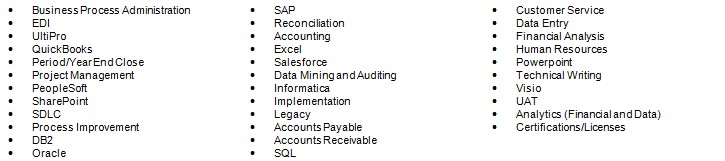 • Business Process Administration
• EDI
• UltiPro
• QuickBooks
• Period/Year End Close
• Project Management
• PeopleSoft
• SharePoint
• SDLC
• Process Improvement
• DB2
• Oracle
• SAP
• Reconciliation
• Accounting
• Excel
• Salesforce
• Data Mining and Auditing
• Informatica
• Implementation
• Legacy
• Accounts Payable
• Accounts Receivable
• SQL
• Customer Service
• Data Entry
• Financial Analysis
• Human Resources
• Powerpoint
• Technical Writing
• Visio
• UAT
• Analytics (Financial and Data)
• Certifications/Licenses